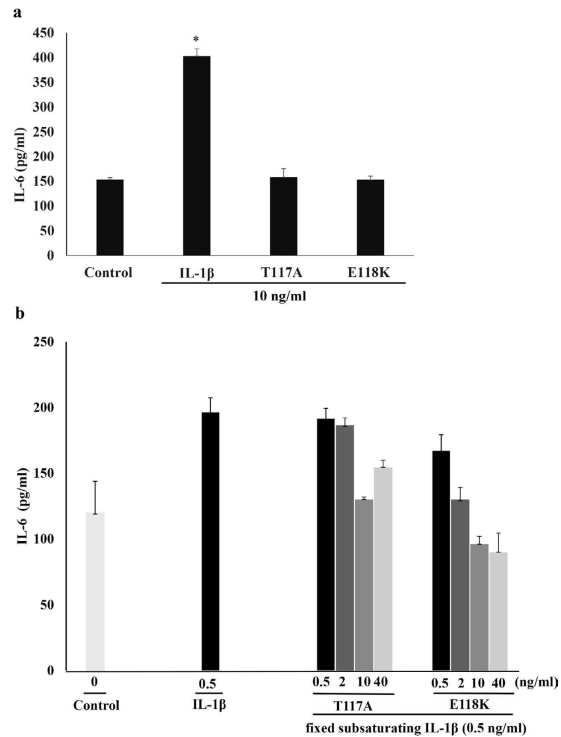 a
450
400
350
300
250
200
150
100
50
0
IL-6 (pg/ml)
*
Control IL-1β T117A E118K
10 ng/ml
b
250
200
150
100
50
0
IL-6 (pg/ml)
0 0.5 0.5 2 10 40 0.5 2 10 40 (ng/ml)
Control IL-1β T117A E118K
fixed subsaturating IL-1β (0.5 ng/ml)